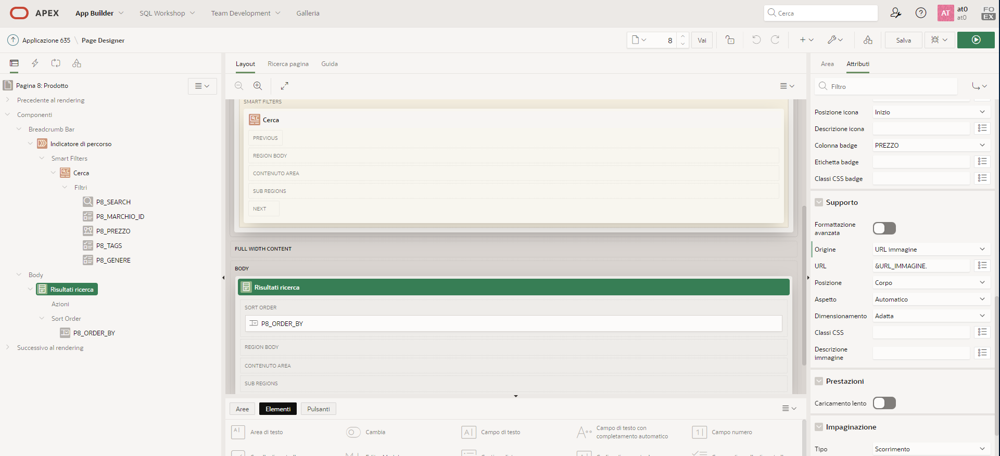 APEX
App Builder
SQL Workshop
Team Development
Galleria
Cerca
AT
at0
at0
FO
EX
Applicazione 635
Page Designer
8
Vai
Salva
Pagina 8: Prodotto
Precedente al rendering
Componenti
Breadcrumb Bar
Indicatore di percorso
Smart Filters
Cerca
Filtri
P8_SEARCH
P8_MARCHIO_ID
P8_PREZZO
P8_TAGS
P8_GENERE
Body
Risultati ricerca
Azioni
Sort Order
P8_ORDER_BY
Successivo al rendering
Layout
Ricerca pagina
Guida
SMART FILTERS
Cerca
PREVIOUS
REGION BODY
CONTENUTO AREA
SUB REGIONS
NEXT
FULL WIDTH CONTENT
BODY
Risultati ricerca
SORT ORDER
P8_ORDER_BY
REGION BODY
CONTENUTO AREA
SUB REGIONS
Aree
Elementi
Pulsanti
Area di testo
Cambia
Campo di testo
Campo di testo con
completamento automatico
Campo numero
Area
Attributi
Filtro
Posizione icona
Inizio
Descrizione icona
Colonna badge
PREZZO
Etichetta badge
Classi CSS badge
Supporto
Formattazione
avanzata
Origine
URL immagine
URL
&URL_IMMAGINE.
Posizione
Corpo
Aspetto
Automatico
Dimensionamento
Adatta
Classi CSS
Descrizione
immagine
Prestazioni
Caricamento lento
Impaginazione
Tipo
Scorrimento